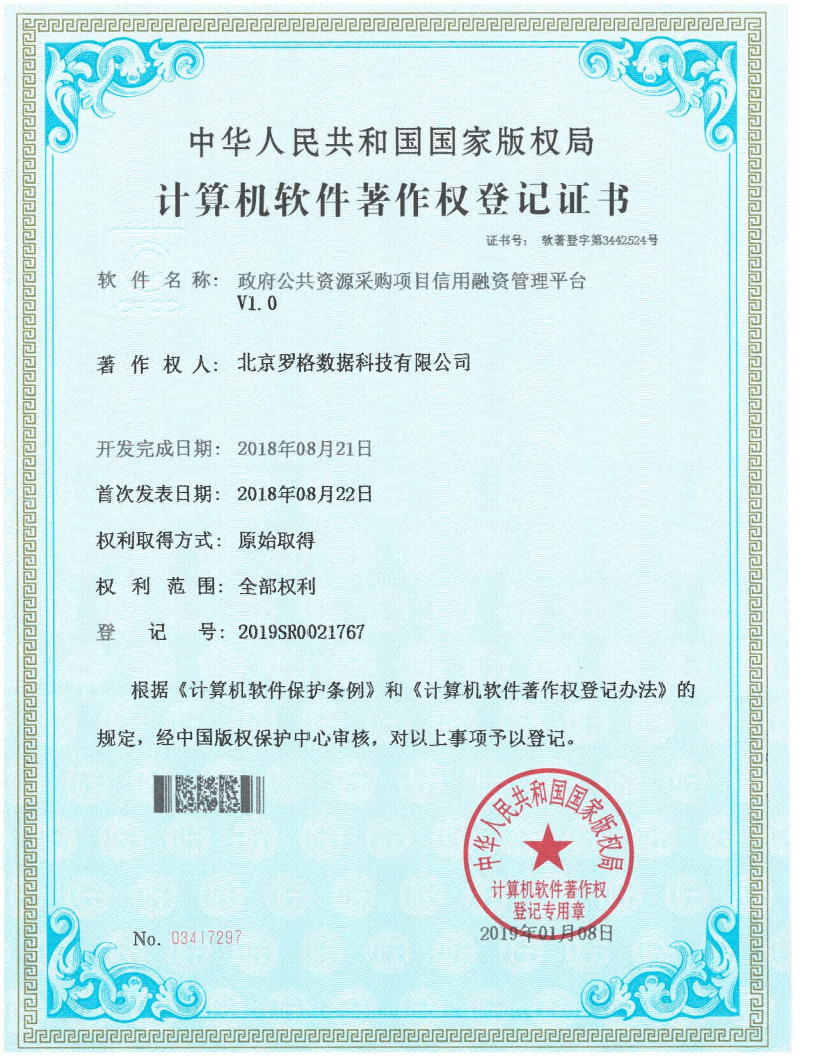 中华人民共和国国家版权局
计算机软件著作权登记证书
证书号： 软著登字第3442524号
软件名称： 政府公共资源采购项目信用融资管理平台
V1.0
著作权人： 北京罗格数据科技有限公司
开发完成日期： 2018年08月21日
首次发表日期： 2018年08月22日
权利取得方式： 原始取得
权利范围： 全部权利
登记号： 2019SR0021767
根据《计算机软件保护条例》和《计算机软件著作权登记办法》的
规定，经中国版权保护中心审核，对以上事项予以登记。
中华人民共和国国家版权局
计算机软件著作权
登记专用章
No. 03417297
2019年01月08日